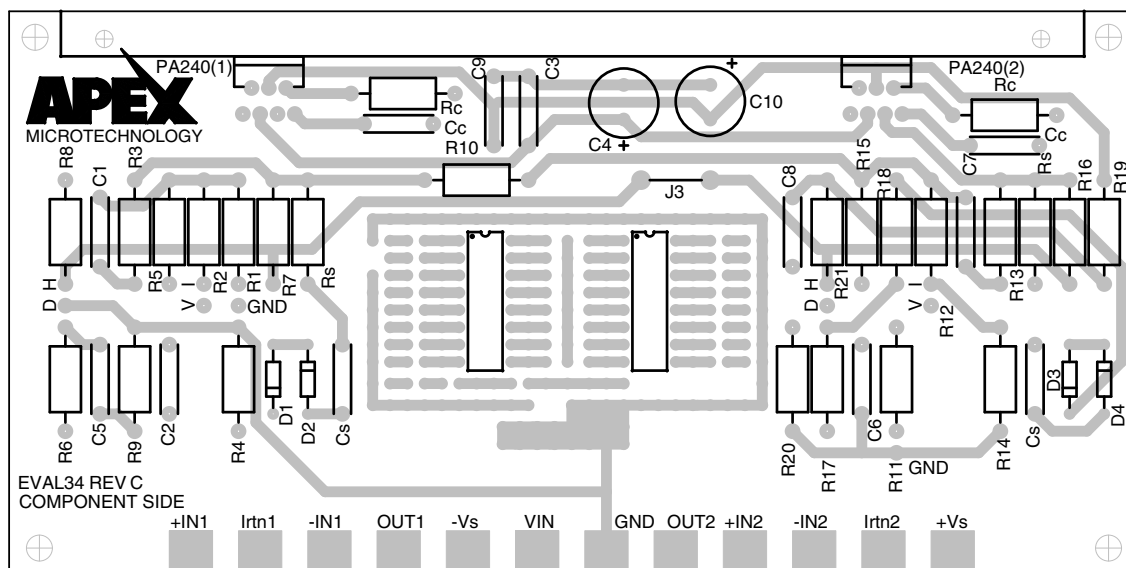 PA240(1)
C9
C3
+
PA240(2)
APEX
MICROTECHNOLOGY
Rc
Cc
R10
C4 +
C10
R15
Rc
Cc
C7
Rs
R8
C1
R3
J3
C8
R18
R16
R19
D H
R5
I
V
R2
R1
GND
R7
Rs
D H
R21
I
V
R12
R13
R6
C5
R9
C2
R4
D1
D2
Cs
R20
R17
C6
R11
GND
R14
Cs
D3
D4
EVAL34 REV C
COMPONENT SIDE
+IN1 Irtn1 -IN1 OUT1 -Vs VIN GND OUT2 +IN2 -IN2 Irtn2 +Vs